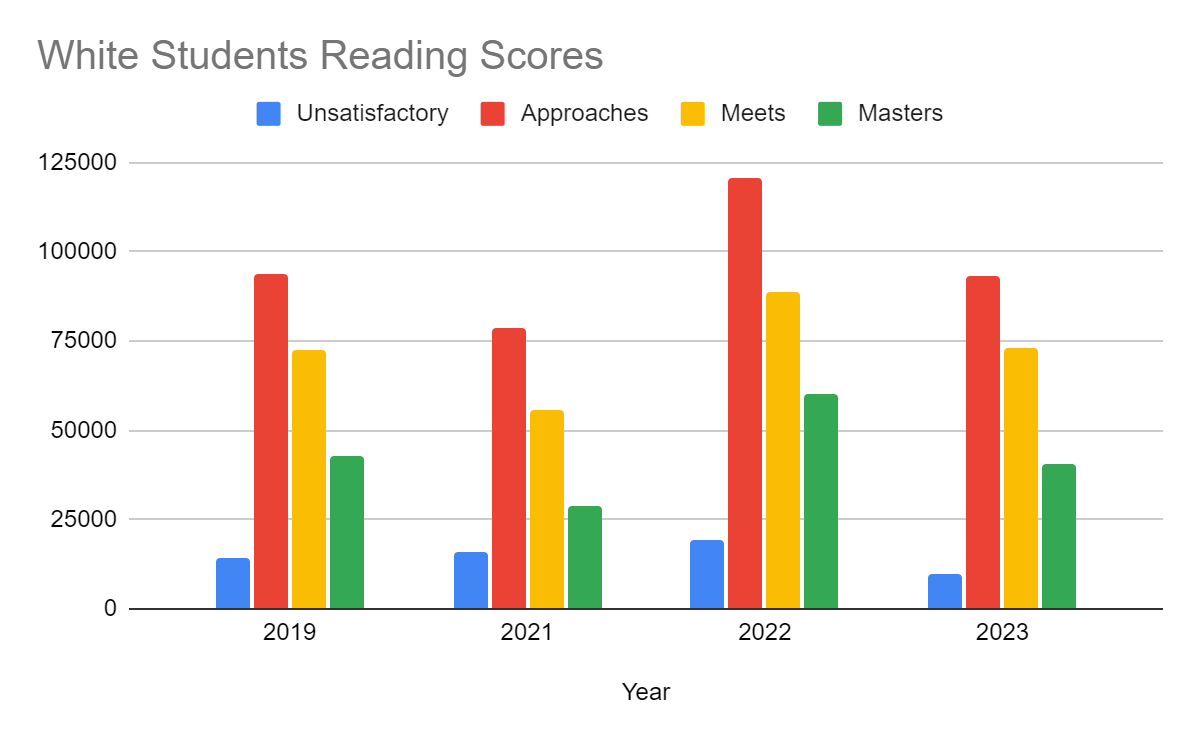 White Students Reading Scores
Unsatisfactory Approaches Meets Masters
125000
100000
75000
50000
25000
0
2019 2021 2022 2023
Year